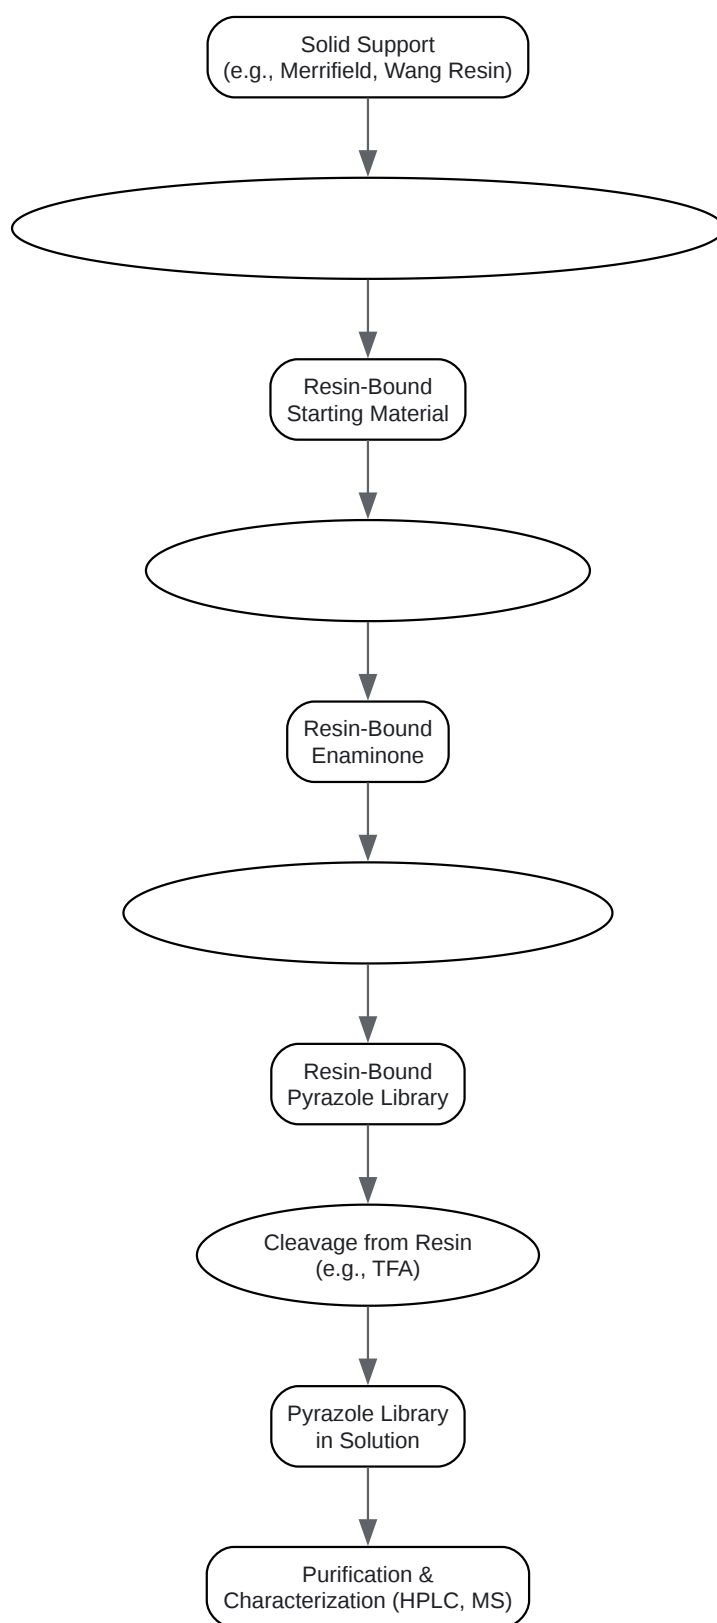 Solid Support
(e.g., Merrifield, Wang Resin)
Resin-Bound
Starting Material
Resin-Bound
Enaminone
Resin-Bound
Pyrazole Library
Cleavage from Resin
(e.g., TFA)
Pyrazole Library
in Solution
Purification &
Characterization (HPLC, MS)